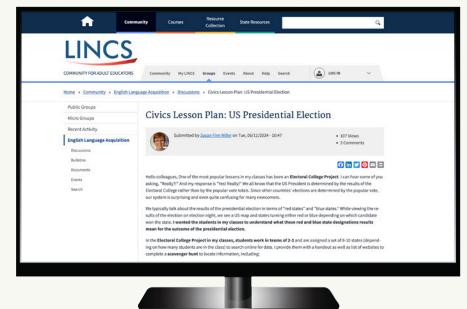 Community
Courses
Resource
Collection
State Resources
LINCS
COMMUNITY FOR ADULT EDUCATORS
Community My LINCS Groups Events About Help Search
LOG IN
Home Community English Language Acquisition Discussions Civics Lesson Plan: US Presidential Election
Public Groups
Micro Groups
Recent Activity
English Language Acquisition
Discussions
Bulletins
Documents
Events
Search
Civics Lesson Plan: US Presidential Election
Submitted by Susan Finn Miller on Tue, 06/11/2024 - 10:47
107 Views
3 Comments
Hello colleagues, One of the most popular lessons in my classes has been an Electoral College Project. I can hear some of you
asking, "Really?!" And my response is "Yes! Really!" We all know that the US President is determined by the results of the
Electoral College rather than by the popular vote totals. Since other countries' elections are determined by the popular vote,
our system is surprising and even quite confusing for many newcomers.
We typically talk about the results of the presidential election in terms of "red states" and "blue states." While viewing the re-
sults of the election on election night, we see a US map and states turning either red or blue depending on which candidate
won the state. I wanted the students in my classes to understand what these red and blue state designations results
mean for the outcome of the presidential election.
In the Electoral College Project in my classes, students work in teams of 2-3 and are assigned a set of 8-10 states (depend-
ing on how many students are in the class) to search online for data. I provide them with a handout as well as list of websites to
complete a scavenger hunt to locate information, including: